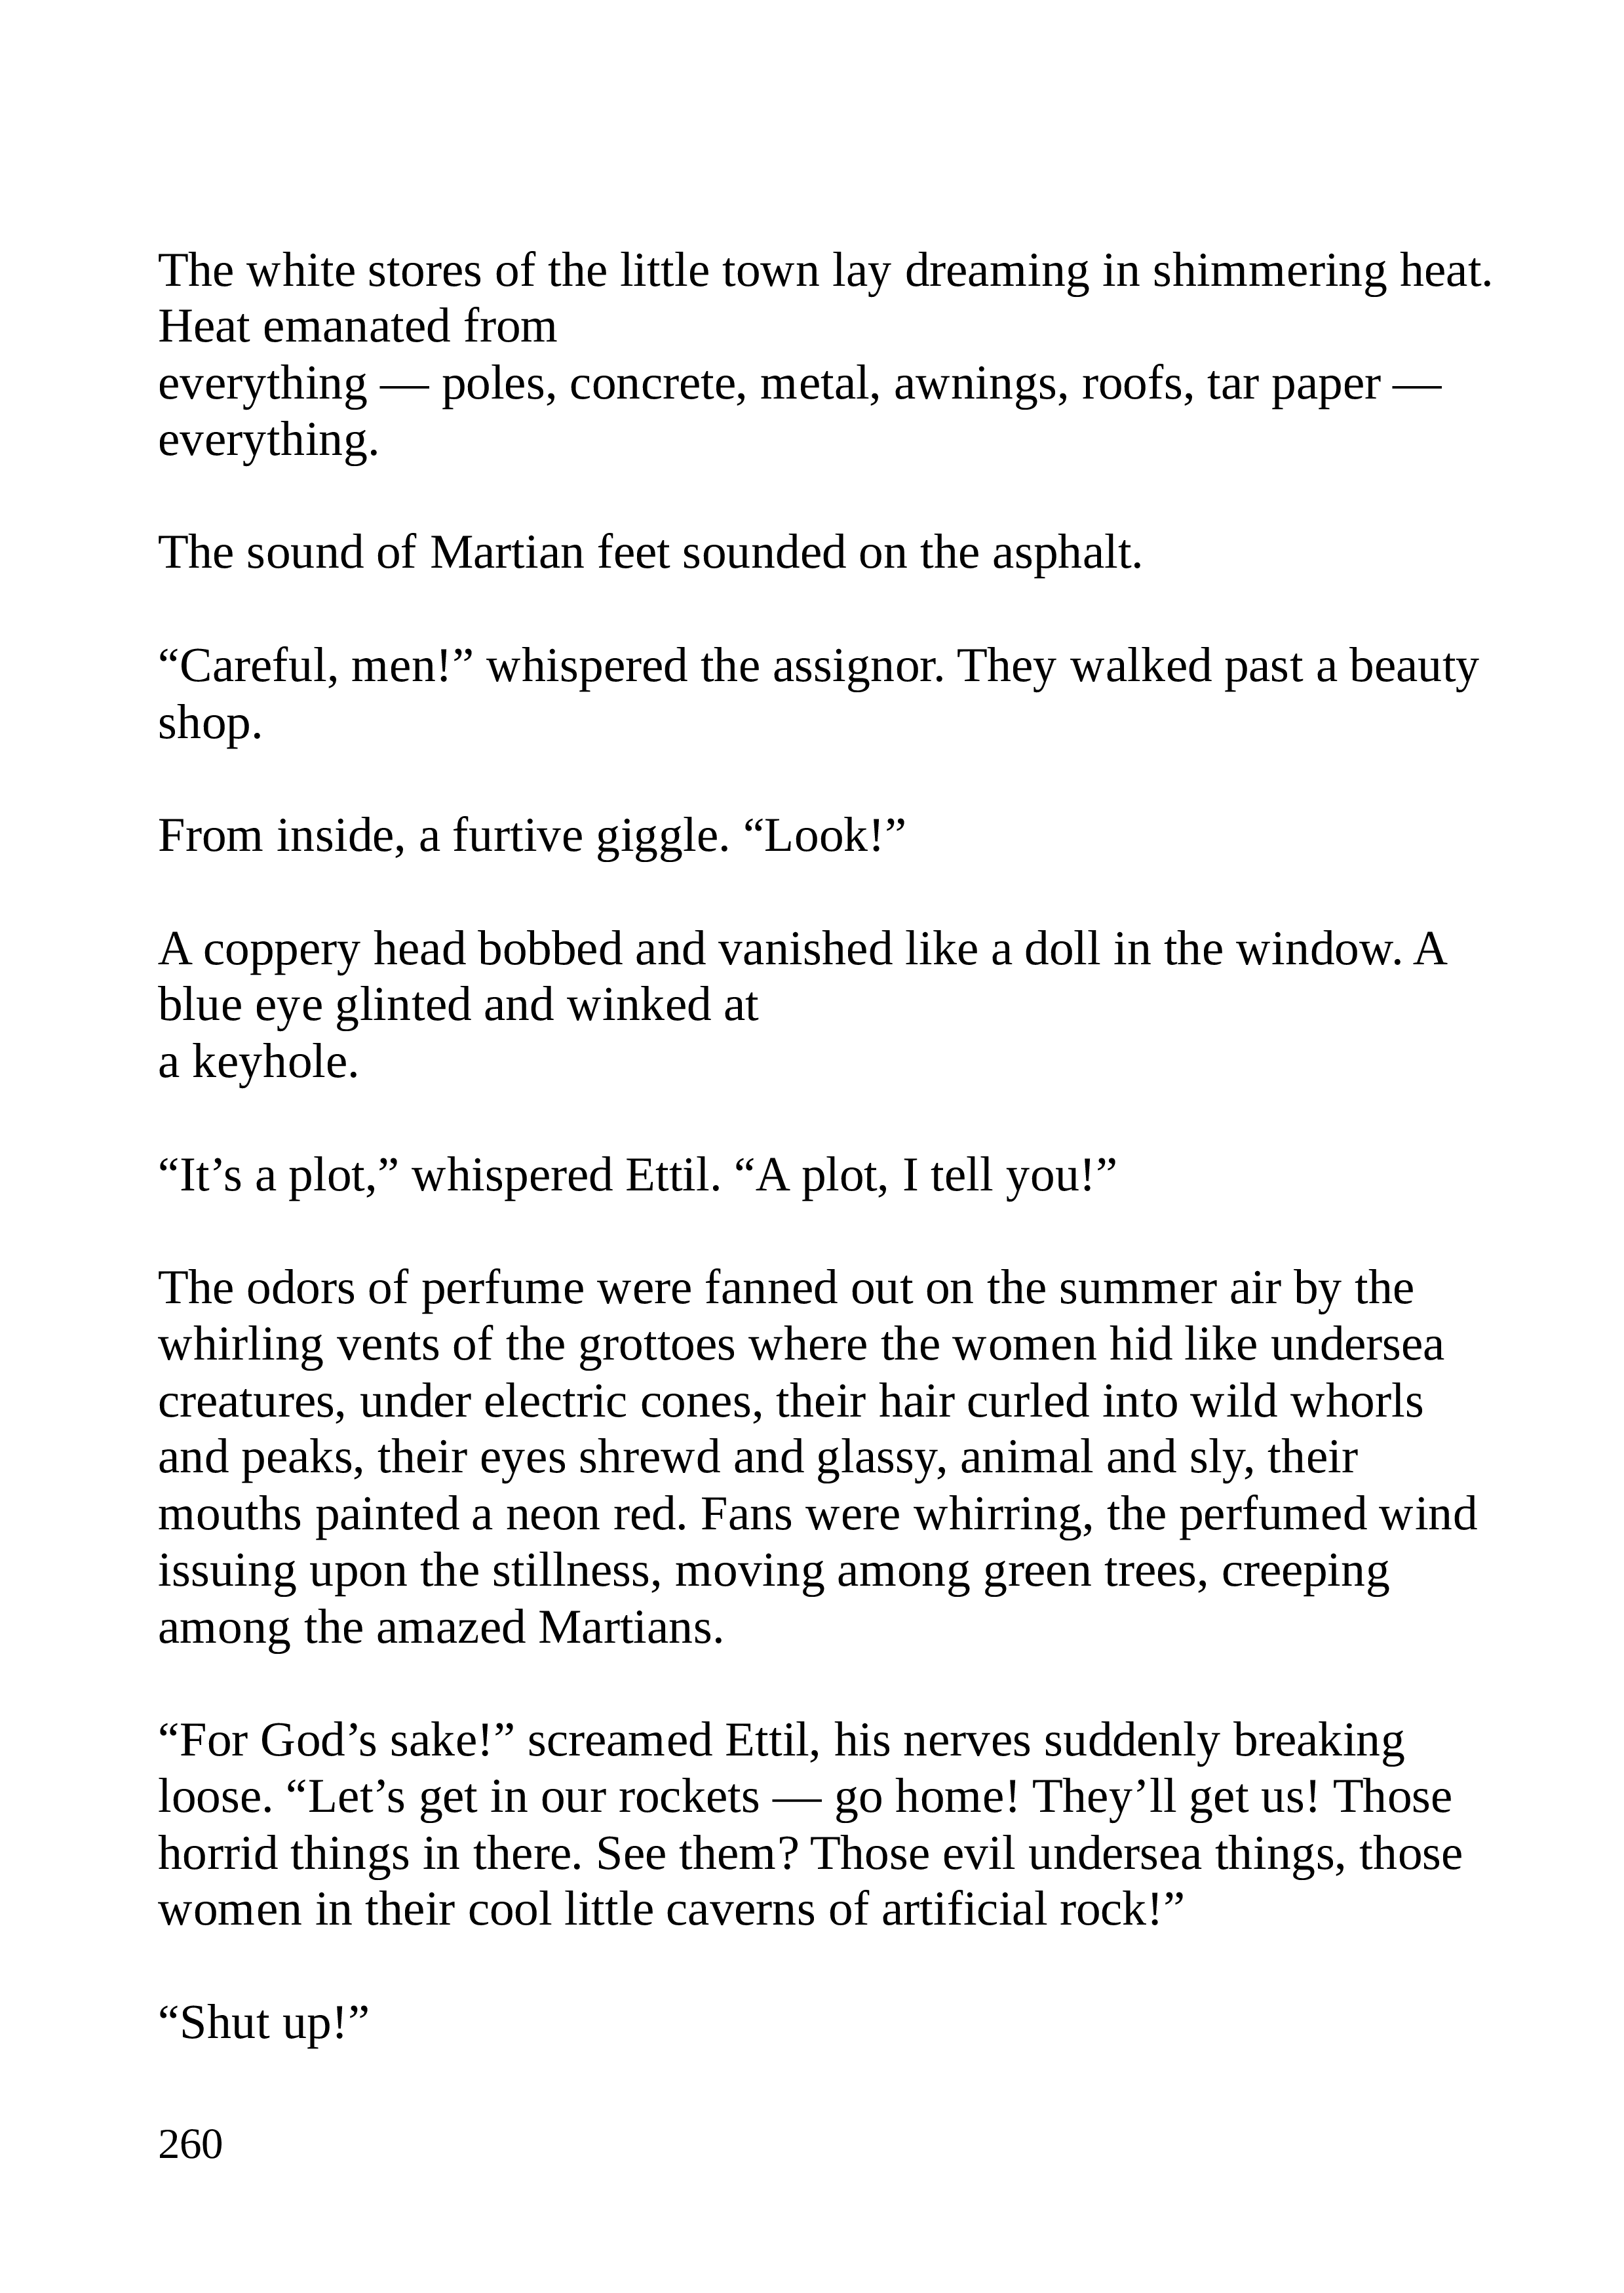 The white stores of the little town lay dreaming in shimmering heat.
Heat emanated from
everything — poles, concrete, metal, awnings, roofs, tar paper —
everything.
The sound of Martian feet sounded on the asphalt.
“Careful, men!” whispered the assignor. They walked past a beauty
shop.
From inside, a furtive giggle. “Look!”
A coppery head bobbed and vanished like a doll in the window. A
blue eye glinted and winked at
a keyhole.
“It’s a plot,” whispered Ettil. “A plot, I tell you!”
The odors of perfume were fanned out on the summer air by the
whirling vents of the grottoes where the women hid like undersea
creatures, under electric cones, their hair curled into wild whorls
and peaks, their eyes shrewd and glassy, animal and sly, their
mouths painted a neon red. Fans were whirring, the perfumed wind
issuing upon the stillness, moving among green trees, creeping
among the amazed Martians.
“For God’s sake!” screamed Ettil, his nerves suddenly breaking
loose. “Let’s get in our rockets — go home! They’ll get us! Those
horrid things in there. See them? Those evil undersea things, those
women in their cool little caverns of artificial rock!”
“Shut up!”
260